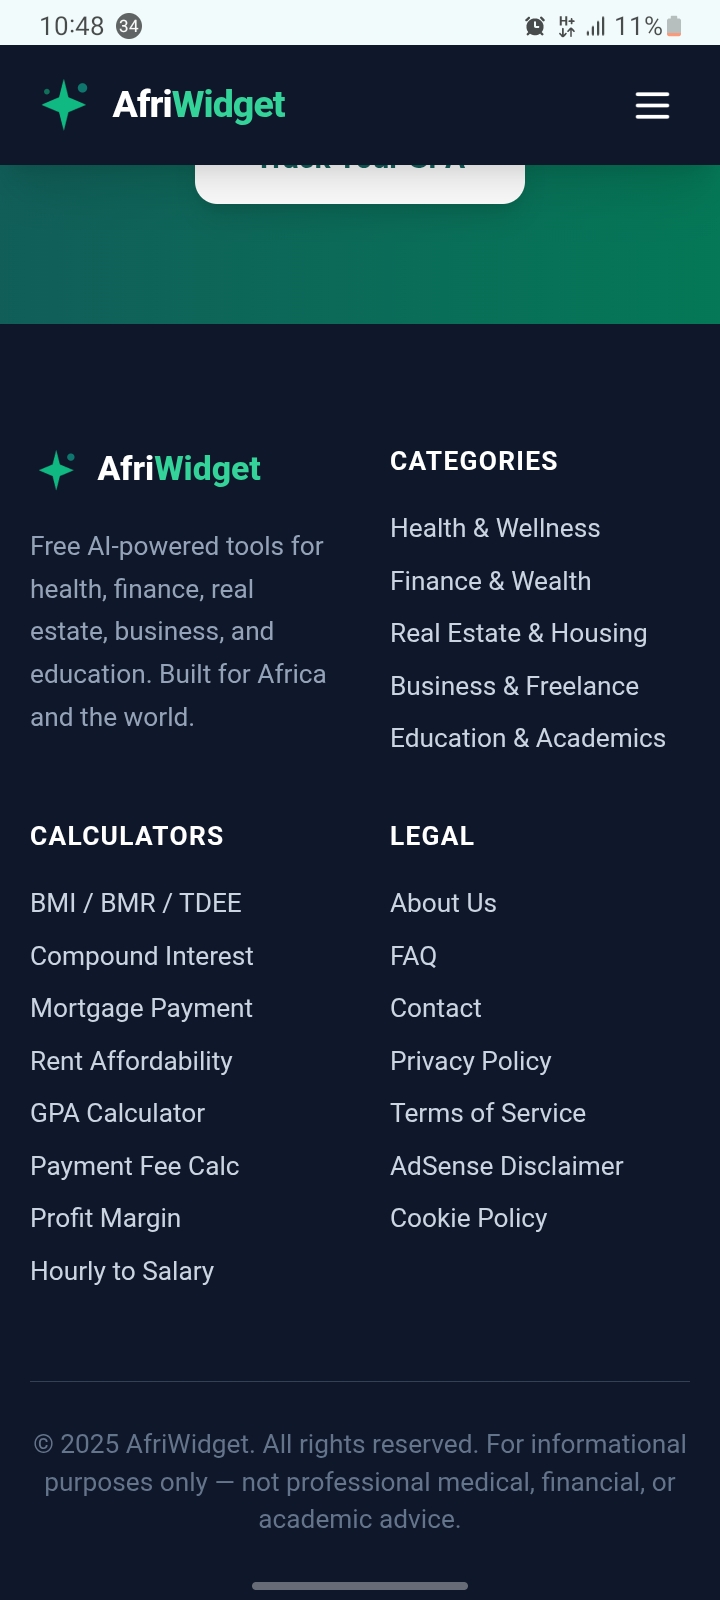 10:48 34 11%
AfriWidget
Track Your GPA
AfriWidget
Free AI-powered tools for
health, finance, real
estate, business, and
education. Built for Africa
and the world.
CATEGORIES
Health & Wellness
Finance & Wealth
Real Estate & Housing
Business & Freelance
Education & Academics
CALCULATORS
BMI / BMR / TDEE
Compound Interest
Mortgage Payment
Rent Affordability
GPA Calculator
Payment Fee Calc
Profit Margin
Hourly to Salary
LEGAL
About Us
FAQ
Contact
Privacy Policy
Terms of Service
AdSense Disclaimer
Cookie Policy
© 2025 AfriWidget. All rights reserved. For informational
purposes only — not professional medical, financial, or
academic advice.